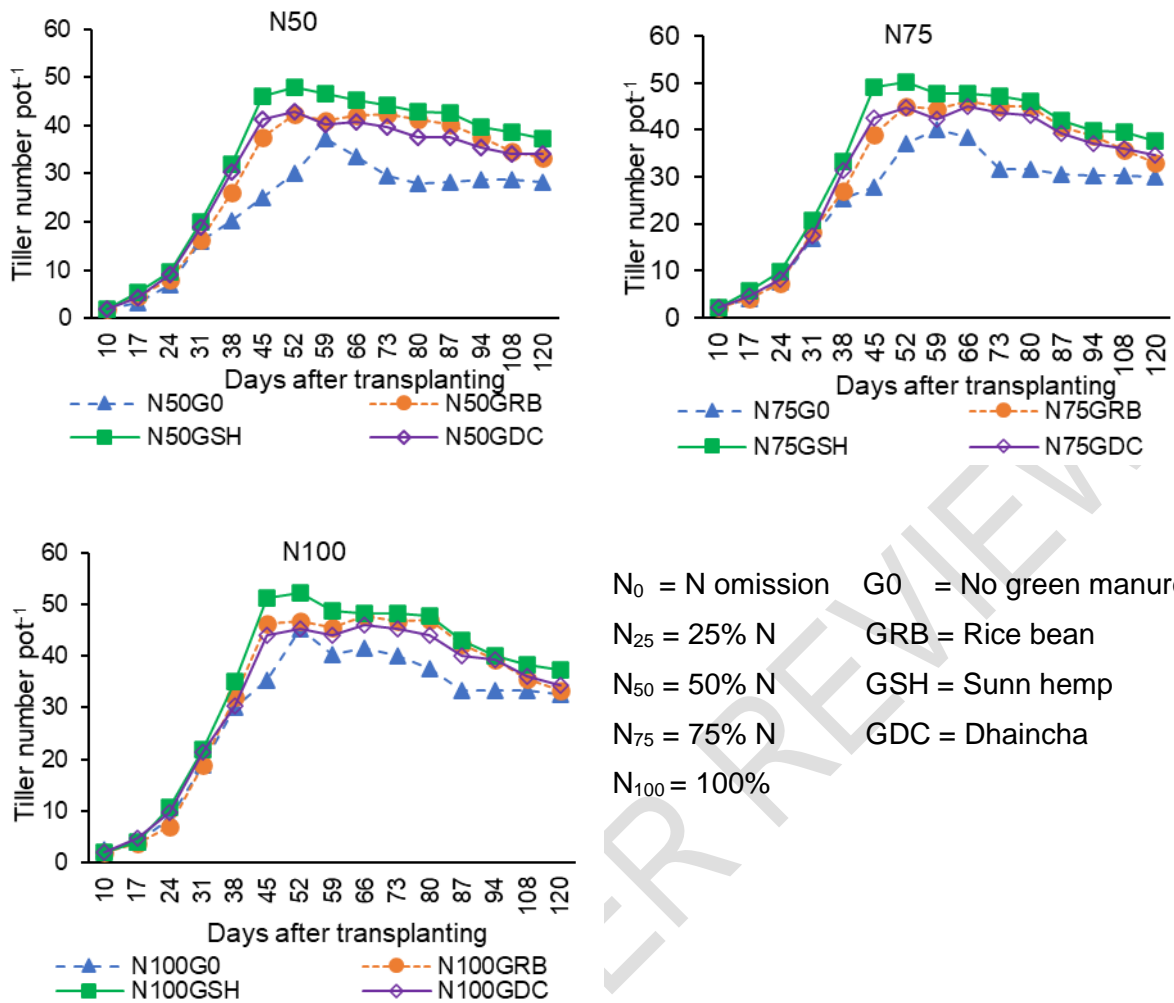 N50
60
50
40
30
20
10
0
Tiller number pot⁻¹
10 17 24 31 38 45 52 59 66 73 80 87 94 108 120
Days after transplanting
N50G0 N50GRB
N50GSH N50GDC
N75
60
50
40
30
20
10
0
Tiller number pot⁻¹
10 17 24 31 38 45 52 59 66 73 80 87 94 108 120
Days after transplanting
N75G0 N75GRB
N75GSH N75GDC
N100
60
50
40
30
20
10
0
Tiller number pot⁻¹
10 17 24 31 38 45 52 59 66 73 80 87 94 108 120
Days after transplanting
N100G0 N100GRB
N100GSH N100GDC
N₀ = N omission G0 = No green manure
N₂₅ = 25% N GRB = Rice bean
N₅₀ = 50% N GSH = Sunn hemp
N₇₅ = 75% N GDC = Dhaincha
N₁₀₀ = 100%
ER REVIEW